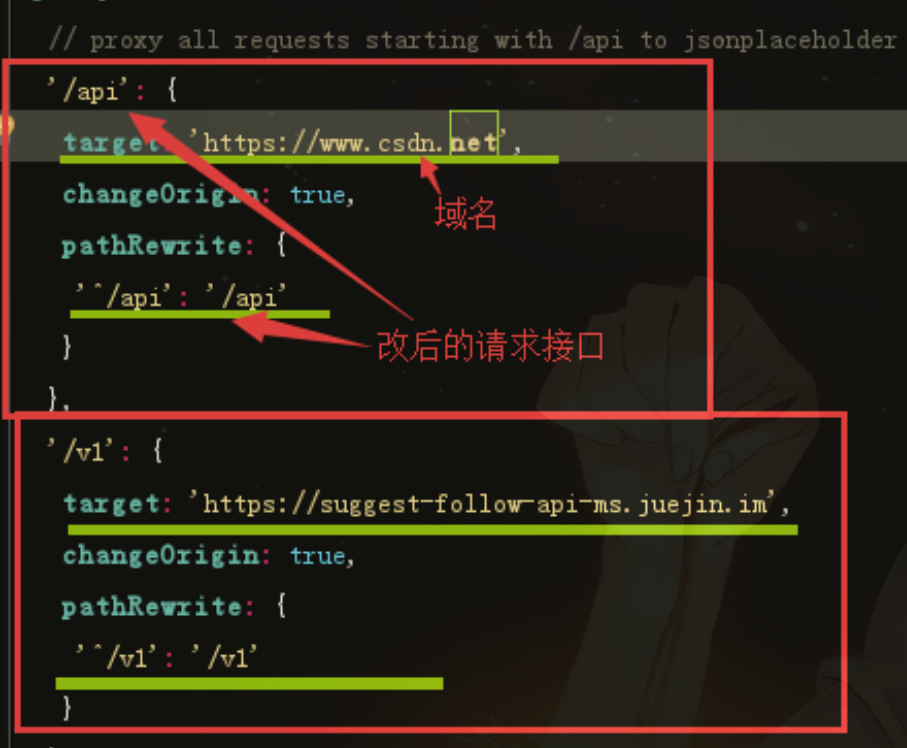 // proxy all requests starting with /api to jsonplaceholder
'/api': {
target: 'https://www.csdn.net',
changeOrigin: true,
域名
pathRewrite: {
'^/api': '/api'
改后的请求接口
}
},
'/v1': {
target: 'https://suggest-follow-api-ms.juejin.im',
changeOrigin: true,
pathRewrite: {
'^/v1': '/v1'
}